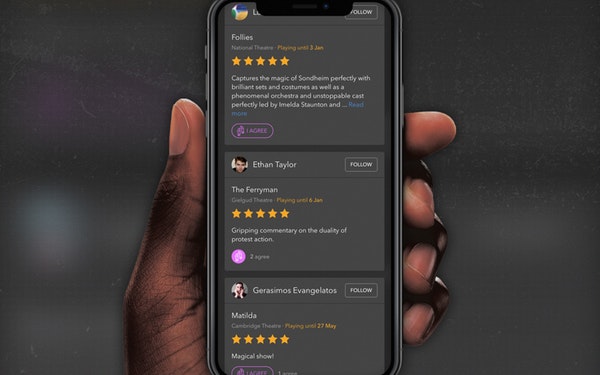 FOLLOW
Follies
National Theatre · Playing until 3 Jan
Captures the magic of Sondheim perfectly with
brilliant sets and costumes as well as a
phenomenal orchestra and unstoppable cast
perfectly led by Imelda Staunton and ... Read
more
I AGREE
Ethan Taylor
FOLLOW
The Ferryman
Gielgud Theatre · Playing until 6 Jan
Gripping commentary on the duality of
protest action.
2 agree
Gerasimos Evangelatos
FOLLOW
Matilda
Cambridge Theatre · Playing until 27 May
Magical show!
I AGREE
1 agree